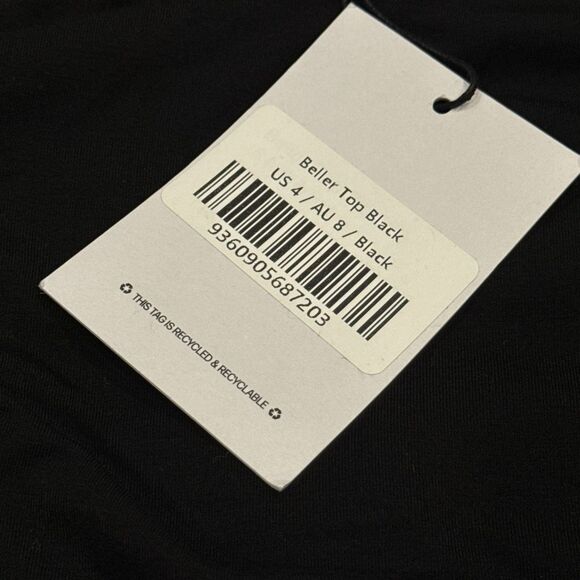 Beller Top Black
US 4 / AU 8 / Black
9360905687203
THIS TAG IS RECYCLED & RECYCLABLE